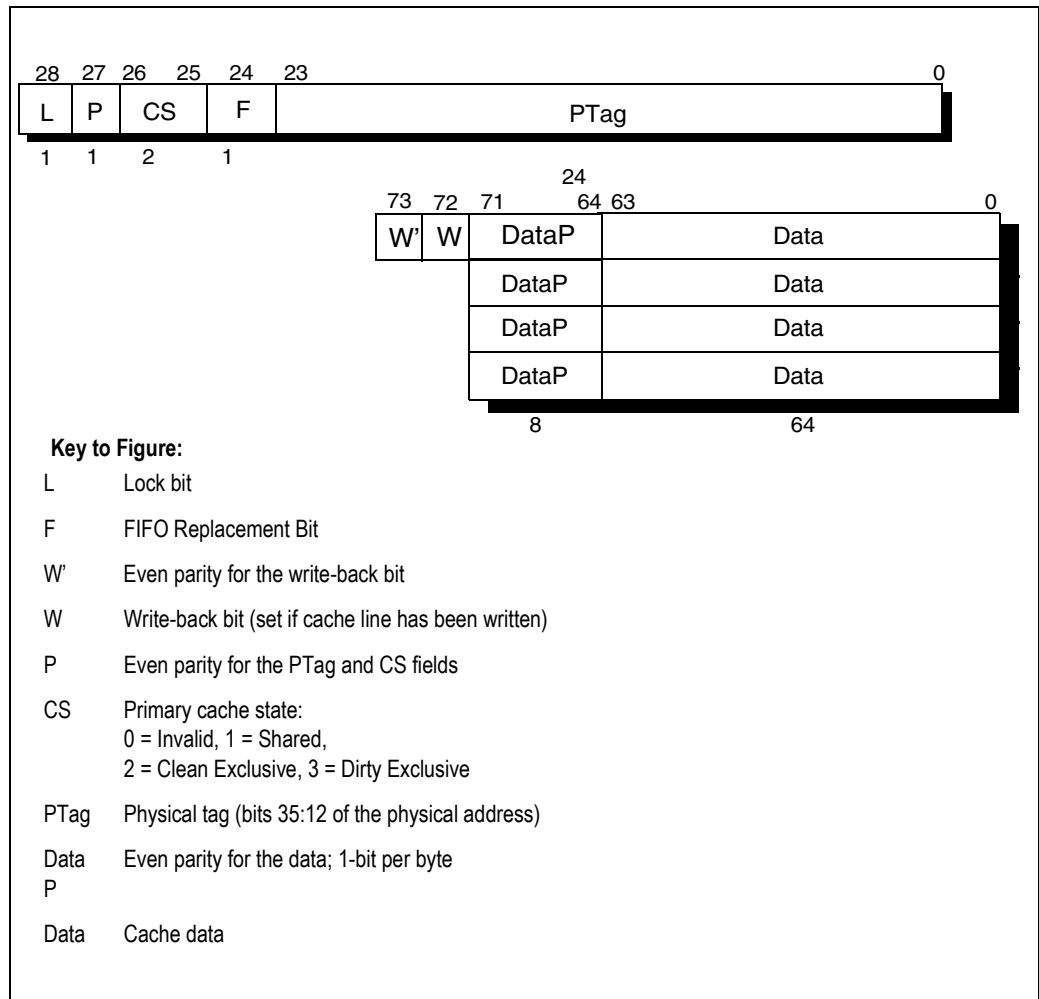 28 27 26 25 24 23 0
L P CS F PTag
1 1 2 1
24
73 72 71 64 63 0
W' W DataP Data
DataP Data
DataP Data
DataP Data
8 64
Key to Figure:
L Lock bit
F FIFO Replacement Bit
W' Even parity for the write-back bit
W Write-back bit (set if cache line has been written)
P Even parity for the PTag and CS fields
CS Primary cache state:
0 = Invalid, 1 = Shared,
2 = Clean Exclusive, 3 = Dirty Exclusive
PTag Physical tag (bits 35:12 of the physical address)
Data Even parity for the data; 1-bit per byte
P
Data Cache data